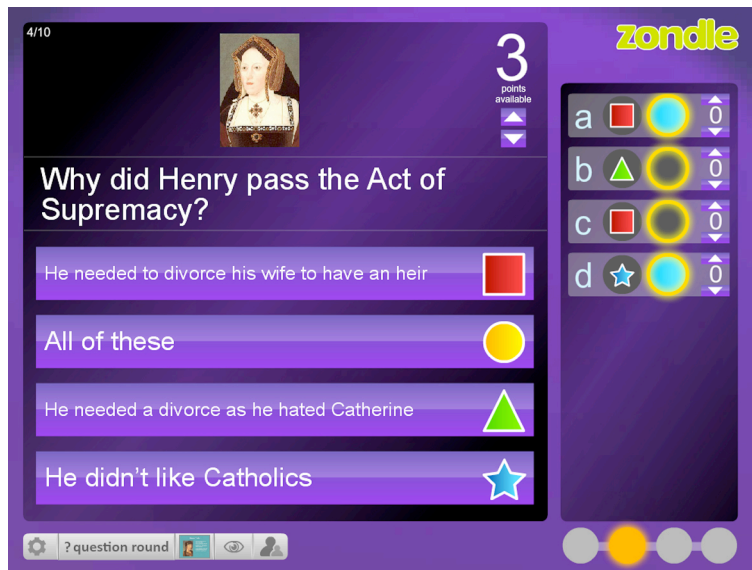 4/10
3
points
available
zondle
Why did Henry pass the Act of
Supremacy?
He needed to divorce his wife to have an heir
All of these
He needed a divorce as he hated Catherine
He didn't like Catholics
a 0
b 0
c 0
d 0
? question round